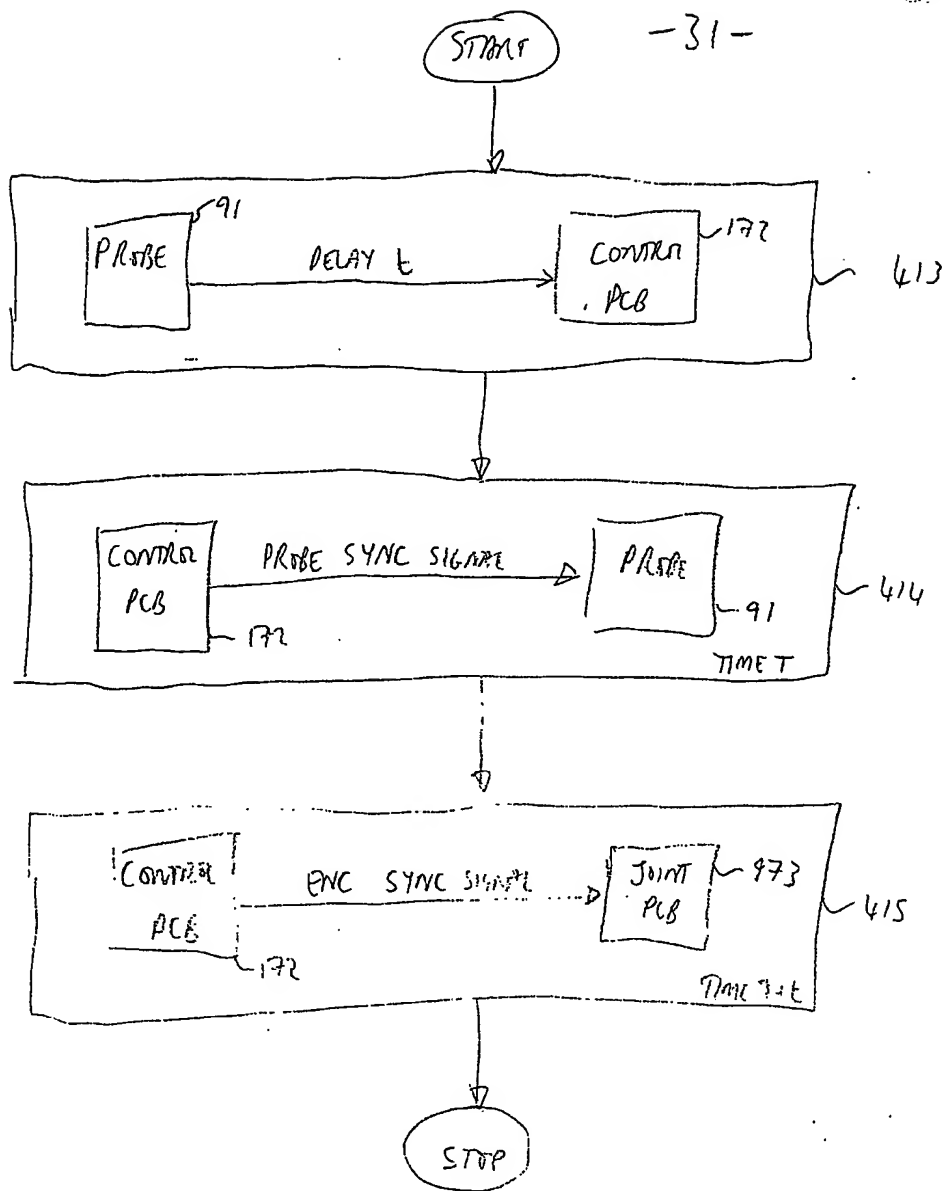 START
-31-
PROBE
91
DELAY t
CONTROL
PCB
172
413
CONTROL
PCB
172
PROBE SYNC SIGNAL
PROBE
91
TIME T
414
CONTROL
PCB
172
ENC SYNC SIGNAL
JOINT
PCB
973
TIME
415
STOP